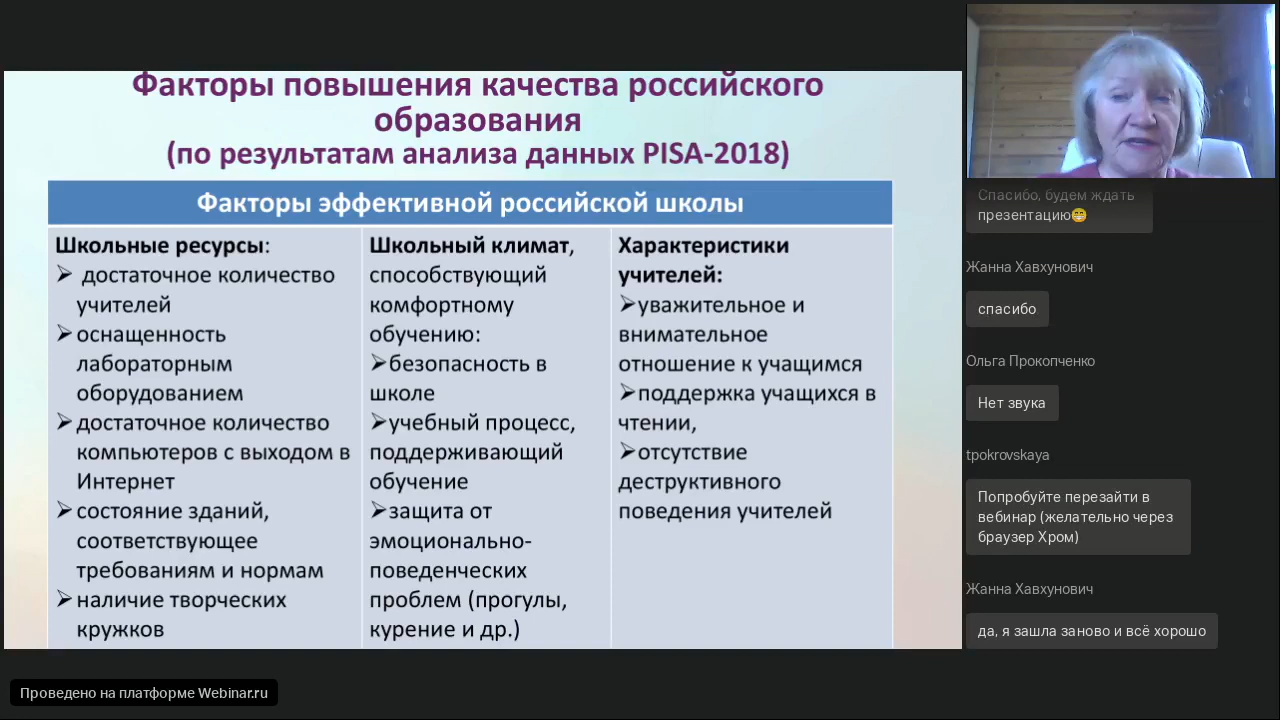 Факторы повышения качества российского
образования
(по результатам анализа данных PISA-2018)
Факторы эффективной российской школы
Школьные ресурсы:
➢ достаточное количество
учителей
➢ оснащенность
лабораторным
оборудованием
➢ достаточное количество
компьютеров с выходом в
Интернет
➢ состояние зданий,
соответствующее
требованиям и нормам
➢ наличие творческих
кружков
Школьный климат,
способствующий
комфортному
обучению:
➢безопасность в
школе
➢учебный процесс,
поддерживающий
обучение
➢защита от
эмоционально-
поведенческих
проблем (прогулы,
курение и др.)
Характеристики
учителей:
➢уважительное и
внимательное
отношение к учащимся
➢поддержка учащихся в
чтении,
➢отсутствие
деструктивного
поведения учителей
Спасибо, будем ждать
презентацию😁
Жанна Хавхунович
спасибо
Ольга Прокопченко
Нет звука
tpokrovskaya
Попробуйте перезайти в
вебинар (желательно через
браузер Хром)
Жанна Хавхунович
да, я зашла заново и всё хорошо
Проведено на платформе Webinar.ru